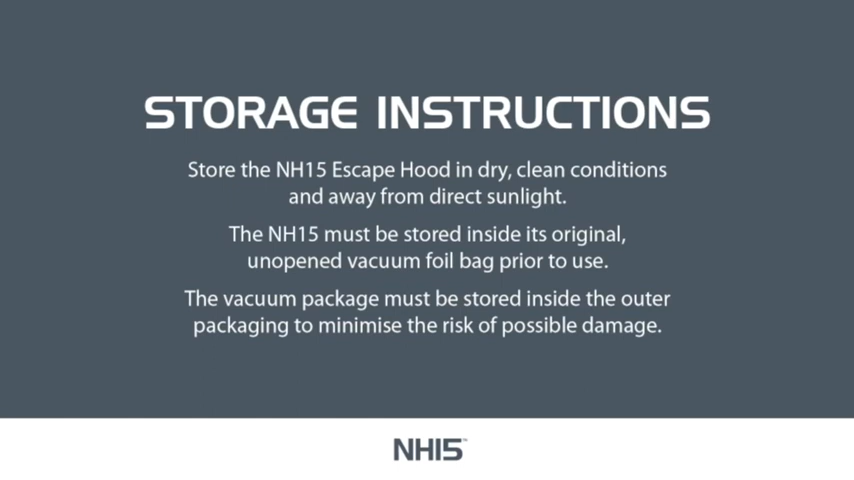 STORAGE INSTRUCTIONS
Store the NH15 Escape Hood in dry, clean conditions
and away from direct sunlight.
The NH15 must be stored inside its original,
unopened vacuum foil bag prior to use.
The vacuum package must be stored inside the outer
packaging to minimise the risk of possible damage.
NH15™